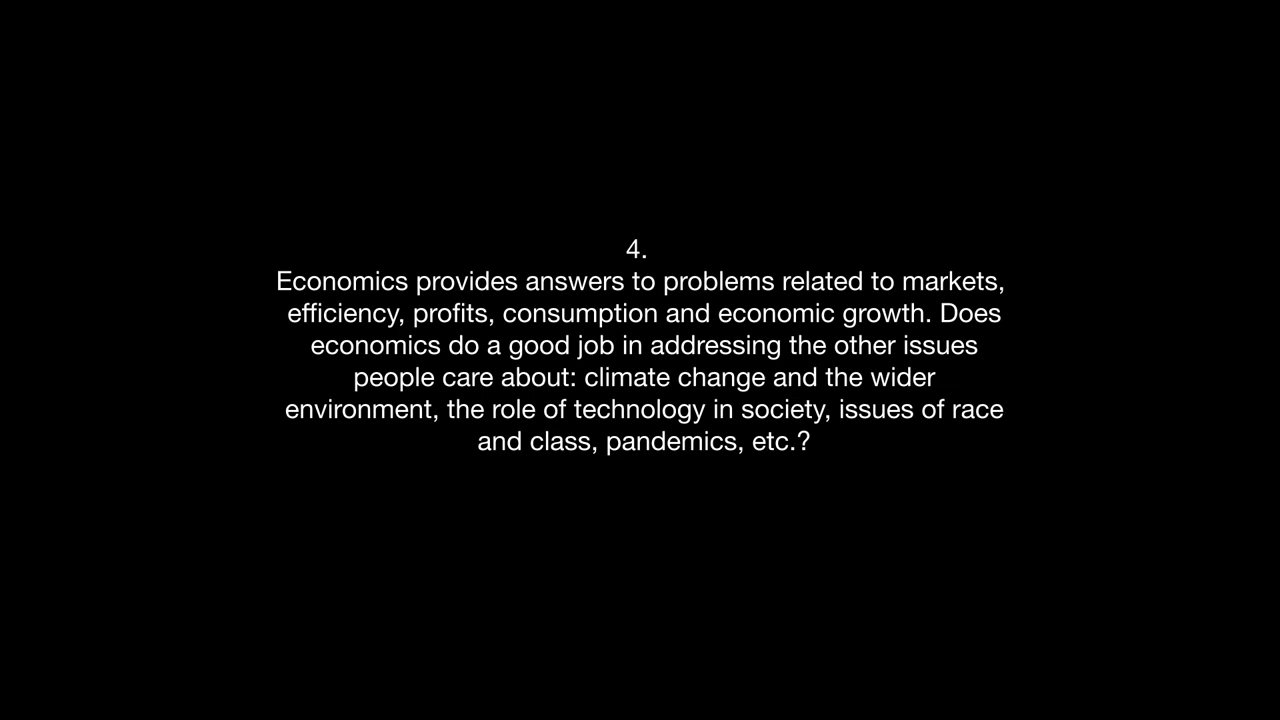 4.
Economics provides answers to problems related to markets,
efficiency, profits, consumption and economic growth. Does
economics do a good job in addressing the other issues
people care about: climate change and the wider
environment, the role of technology in society, issues of race
and class, pandemics, etc.?